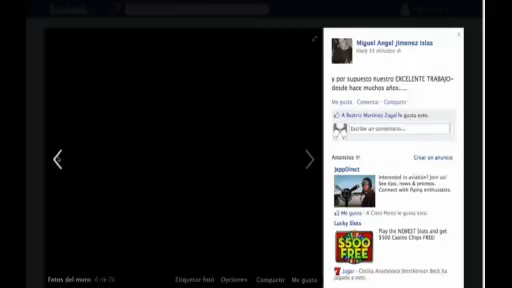 facebook
Miguel Angel Jimenez Islas
Hace 33 minutos
y por supuesto nuestro EXCELENTE TRABAJO-
desde hace muchos años.....
Me gusta · Comentar · Compartir
A Beatriz Martinez Zagal le gusta esto.
Escribe un comentario...
Anuncios
Crear un anuncio
JeppDirect
Interested in aviation? Join us!
See tips, news & promos.
Connect with flying enthusiasts.
Me gusta · A Cinto Perez le gusta esto.
Lucky Slots
Play the NEWEST Slots and get
$500 Casino Chips FREE!
$500
FREE
Jugar · Cecilia Anamossa Brenkeman Beck ha
jugado a esto.
Fotos del muro
Etiquetar foto Opciones Compartir Me gusta